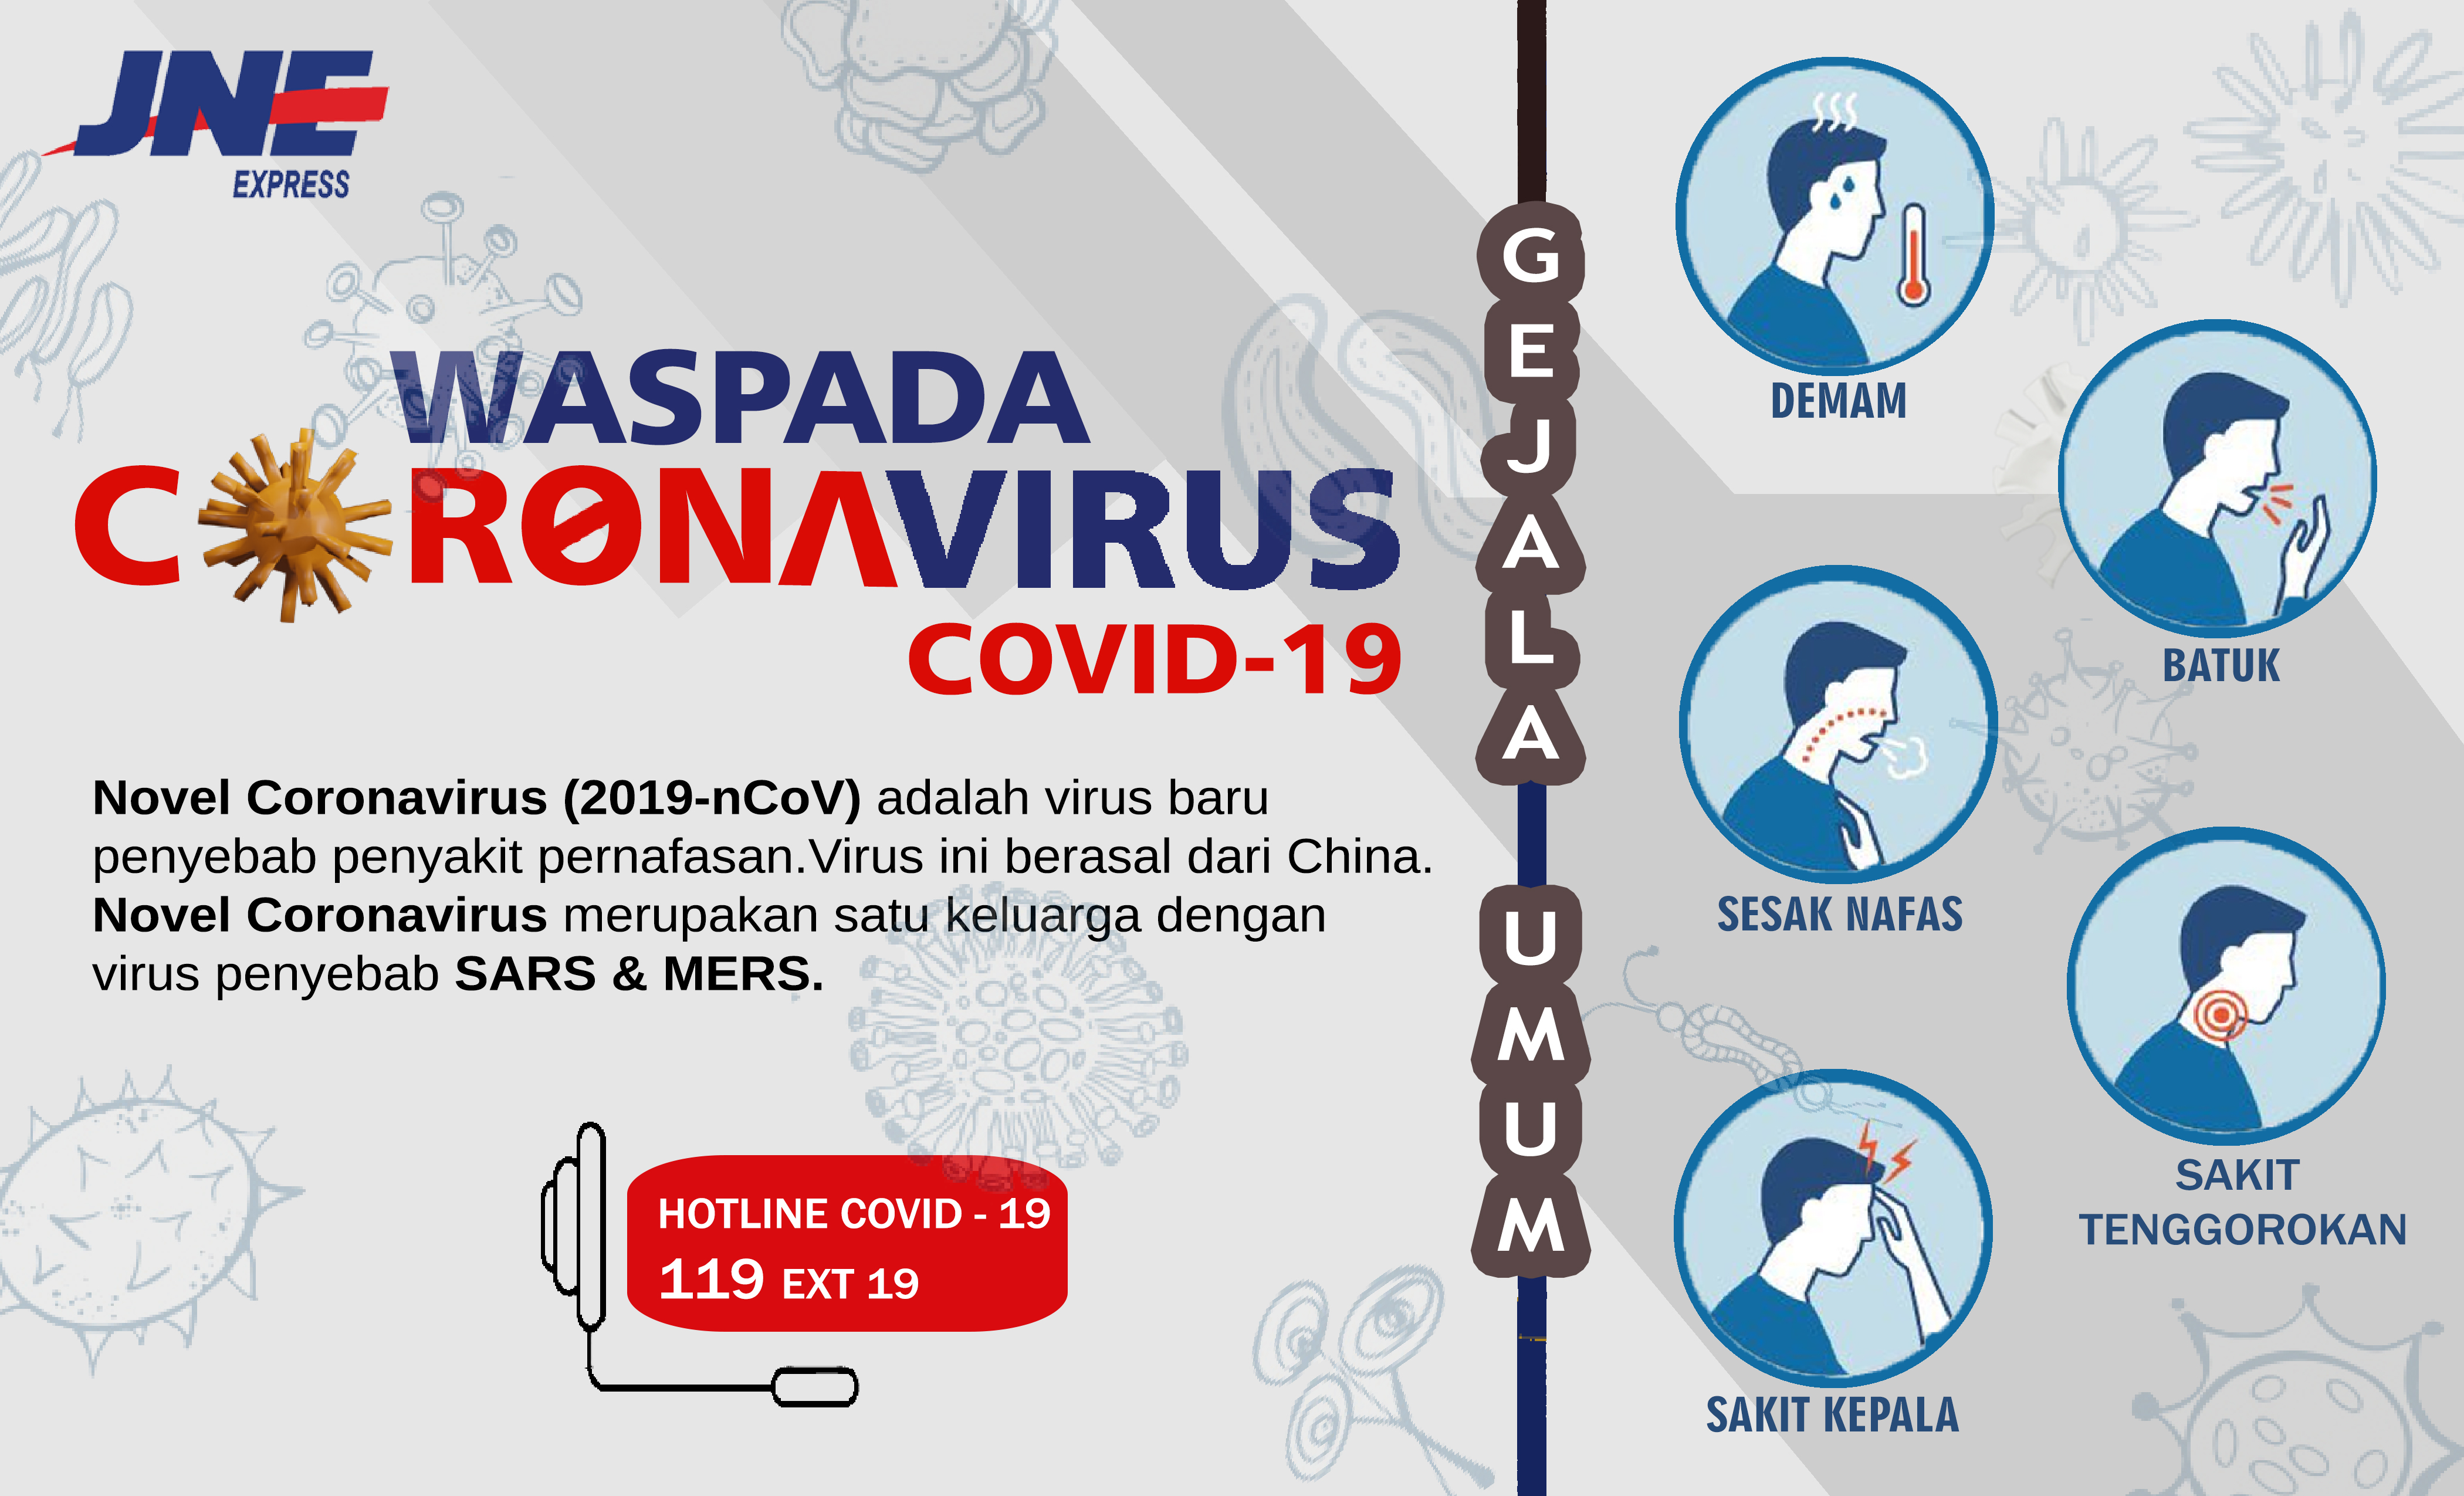 JNE
EXPRESS
WASPADA
CORONAVIRUS
COVID-19
Novel Coronavirus (2019-nCoV) adalah virus baru
penyebab penyakit pernafasan.Virus ini berasal dari China.
Novel Coronavirus merupakan satu keluarga dengan
virus penyebab SARS & MERS.
HOTLINE COVID - 19
119 EXT 19
GEJALA
UMUM
DEMAM
BATUK
SESAK NAFAS
SAKIT
TENGGOROKAN
SAKIT KEPALA